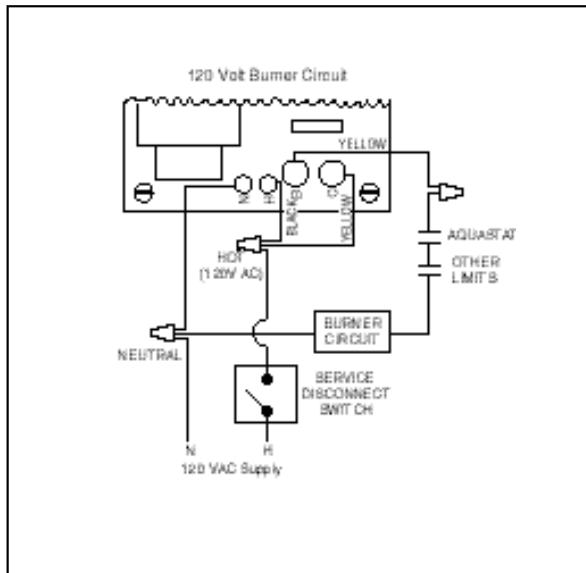 120 Volt Burner Circuit
YELLOW
N
H
BLACK
B
YELLOW
C
HOT
(120V AC)
AQUASTAT
OTHER
LIMITS
BURNER
CIRCUIT
NEUTRAL
SERVICE
DISCONNECT
SWITCH
N
H
120 VAC Supply